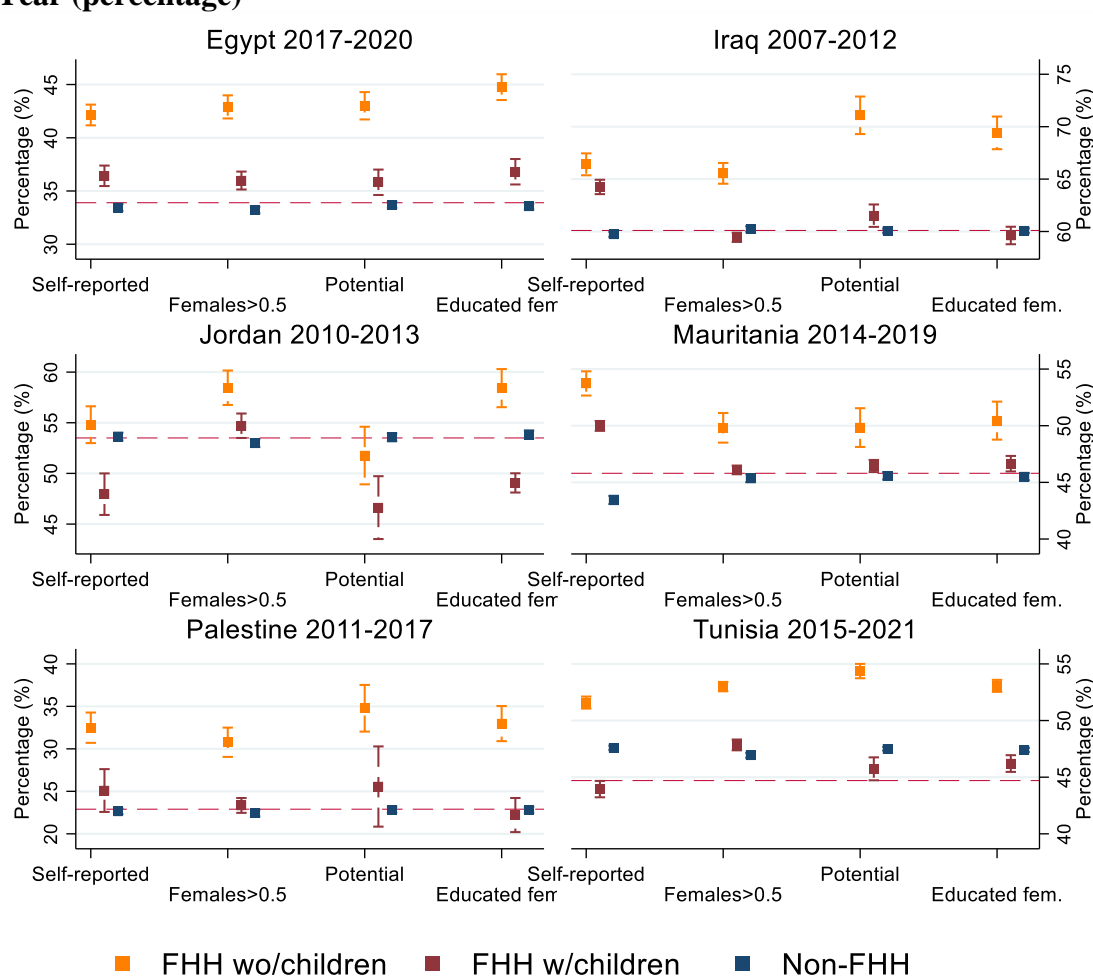 Year (percentage)
Egypt 2017-2020
Percentage (%)
45
40
35
30
Self-reported
Females>0.5
Potential
Educated fem
Iraq 2007-2012
Percentage (%)
75
70
65
60
Self-reported
Females>0.5
Potential
Educated fem.
Jordan 2010-2013
Percentage (%)
60
55
50
45
Self-reported
Females>0.5
Potential
Educated fem
Mauritania 2014-2019
Percentage (%)
55
50
45
40
Self-reported
Females>0.5
Potential
Educated fem.
Palestine 2011-2017
Percentage (%)
40
35
30
25
20
Self-reported
Females>0.5
Potential
Educated fem
Tunisia 2015-2021
Percentage (%)
55
50
45
40
Self-reported
Females>0.5
Potential
Educated fem.
FHH wo/children
FHH w/children
Non-FHH